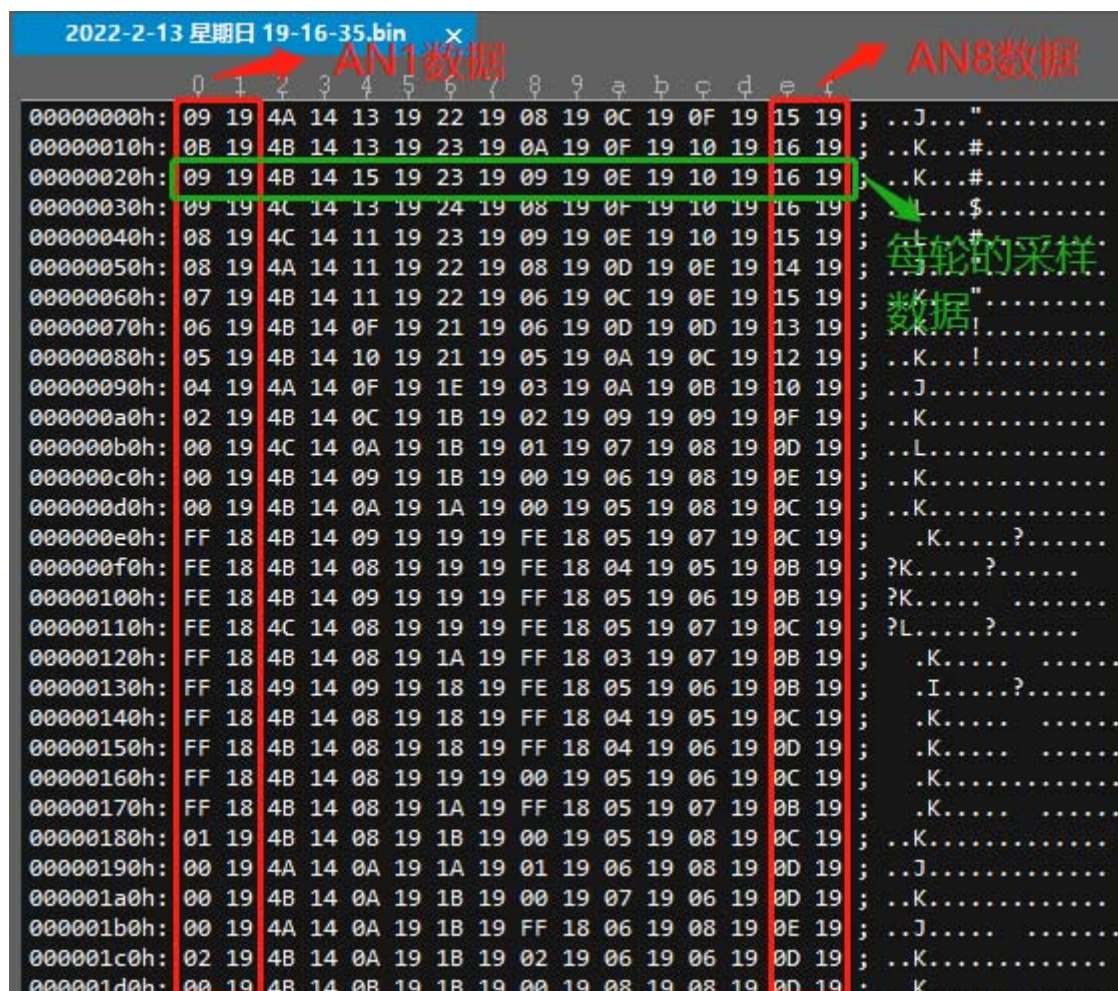 2022-2-13 星期日 19-16-35.bin ×
AN1数据
AN8数据
0 1 2 3 4 5 6 7 8 9 a b c d e f
00000000h: 09 19 4A 14 13 19 22 19 08 19 0C 19 0F 19 15 19 ; ..J...".........
00000010h: 0B 19 4B 14 13 19 23 19 0A 19 0F 19 10 19 16 19 ; ..K...#.........
00000020h: 09 19 4B 14 15 19 23 19 09 19 0E 19 10 19 16 19 ; ..K...#.........
00000030h: 09 19 4C 14 13 19 24 19 08 19 0F 19 10 19 16 19 ; ..L...$.........
00000040h: 08 19 4C 14 11 19 23 19 09 19 0E 19 10 19 15 19 ; ..L...#.........
每轮的采样
00000050h: 08 19 4A 14 11 19 22 19 08 19 0D 19 0E 19 14 19 ;
00000060h: 07 19 4B 14 11 19 22 19 06 19 0C 19 0E 19 15 19 ; ..K...".........
数据
00000070h: 06 19 4B 14 0F 19 21 19 06 19 0D 19 0D 19 13 19 ; ..K...!.........
00000080h: 05 19 4B 14 10 19 21 19 05 19 0A 19 0C 19 12 19 ; ..K...!.........
00000090h: 04 19 4A 14 0F 19 1E 19 03 19 0A 19 0B 19 10 19 ; ..J.............
000000a0h: 02 19 4B 14 0C 19 1B 19 02 19 09 19 09 19 0F 19 ; ..K.............
000000b0h: 00 19 4C 14 0A 19 1B 19 01 19 07 19 08 19 0D 19 ; ..L.............
000000c0h: 00 19 4B 14 09 19 1B 19 00 19 06 19 08 19 0E 19 ; ..K.............
000000d0h: 00 19 4B 14 0A 19 1A 19 00 19 05 19 08 19 0C 19 ; ..K.............
000000e0h: FF 18 4B 14 09 19 19 19 FE 18 05 19 07 19 0C 19 ; .K.....?......
000000f0h: FE 18 4B 14 08 19 19 19 FE 18 04 19 05 19 0B 19 ; ?K.....?......
00000100h: FE 18 4B 14 09 19 19 19 FF 18 05 19 06 19 0B 19 ; ?K..... .......
00000110h: FE 18 4C 14 08 19 19 19 FE 18 05 19 07 19 0C 19 ; ?L.....?......
00000120h: FF 18 4B 14 08 19 1A 19 FF 18 03 19 07 19 0B 19 ; .K..... ......
00000130h: FF 18 49 14 09 19 18 19 FE 18 05 19 06 19 0B 19 ; .I.....?......
00000140h: FF 18 4B 14 08 19 18 19 FF 18 04 19 05 19 0C 19 ; .K..... ......
00000150h: FF 18 4B 14 08 19 18 19 FF 18 04 19 06 19 0D 19 ; .K..... ......
00000160h: FF 18 4B 14 08 19 19 19 00 19 05 19 06 19 0C 19 ; .K.............
00000170h: FF 18 4B 14 08 19 1A 19 FF 18 05 19 07 19 0B 19 ; .K..... ......
00000180h: 01 19 4B 14 08 19 1B 19 00 19 05 19 08 19 0C 19 ; ..K.............
00000190h: 00 19 4A 14 0A 19 1A 19 01 19 06 19 08 19 0D 19 ; ..J.............
000001a0h: 00 19 4B 14 0A 19 1B 19 00 19 07 19 06 19 0D 19 ; ..K.............
000001b0h: 00 19 4A 14 0A 19 1B 19 FF 18 06 19 08 19 0E 19 ; ..J..... .......
000001c0h: 02 19 4B 14 0A 19 1B 19 02 19 06 19 06 19 0D 19 ; ..K.............
000001d0h: 00 19 4B 14 0B 19 1B 19 00 19 08 19 08 19 0D 19 ; ..K.............